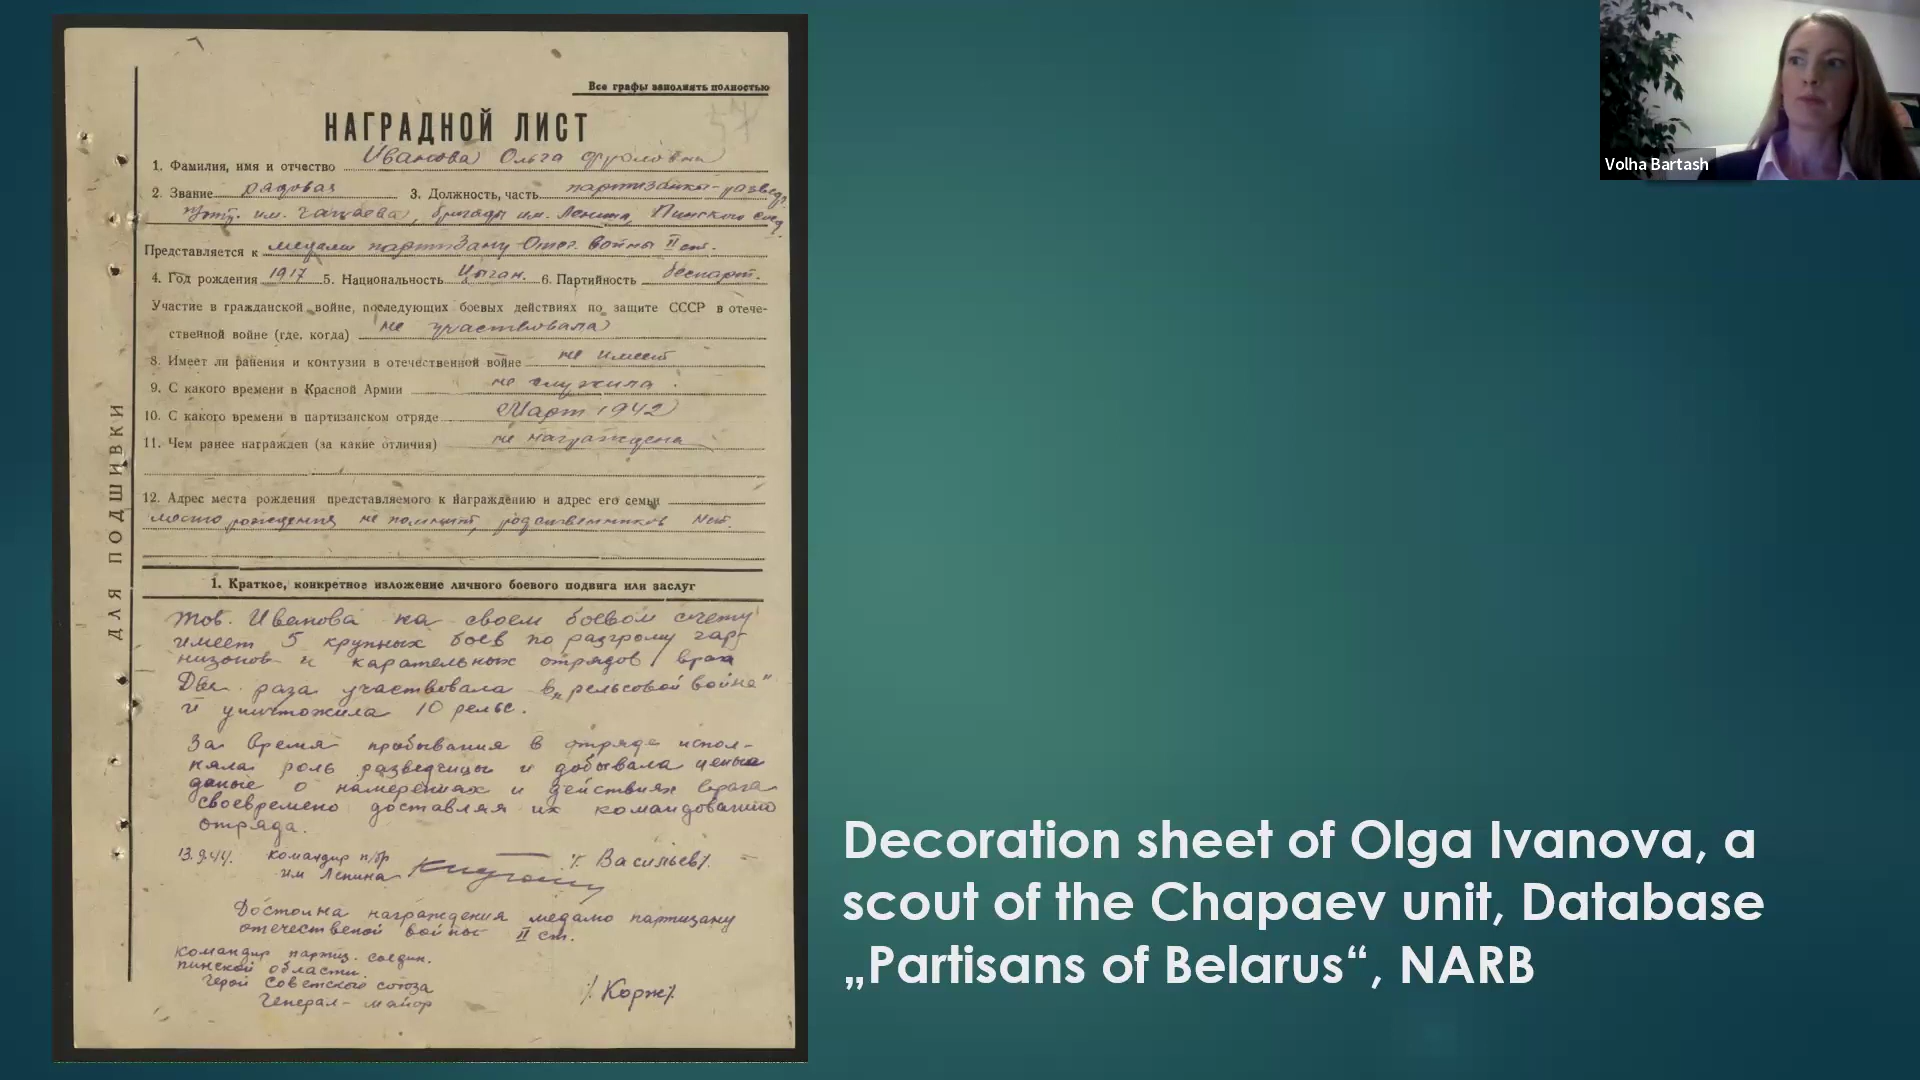 Все графы заполнять полностью
57
НАГРАДНОЙ ЛИСТ
1. Фамилия, имя и отчество Иванова Ольга Фроловна
2. Звание рядовая 3. Должность, часть партизанка-развед.
отр. им. Чапаева, бригады им. Ленина, Пинского соед.
Представляется к медали партизану Отеч. войны II ст.
4. Год рождения 1917 5. Национальность Цыган. 6. Партийность беспарт.
Участие в гражданской войне, последующих боевых действиях по защите СССР в отече-
ственной войне (где, когда) не участвовала
8. Имеет ли ранения и контузии в отечественной войне не имеет
9. С какого времени в Красной Армии не служила.
10. С какого времени в партизанском отряде Март 1942
11. Чем ранее награжден (за какие отличия) не награждена
12. Адрес места рождения представляемого к награждению и адрес его семьи
место рождения не помнит, родственников нет.
ДЛЯ ПОДШИВКИ
1. Краткое, конкретное изложение личного боевого подвига или заслуг
Тов. Иванова на своем боевом счету
имеет 5 крупных боев по разгрому гар-
низонов и карательных отрядов врага
Два раза участвовала в „рельсовой война"
и уничтожила 10 рельс.
За время пребывания в отряде испол-
няла роль разведчицы и добывала ценые
даные о намерениях и действиях врага
своевремено доставляя их командованию
отряда.
13.9.44. командир п/бр
им Ленина /Васильев/.
Достойна награждения медалью партизану
отечественой войны II ст.
командир партиз. соедин.
пинской области.
Герой Советского союза
Генерал-майор /Корж/.
Volha Bartash
Decoration sheet of Olga Ivanova, a
scout of the Chapaev unit, Database
„Partisans of Belarus“, NARB